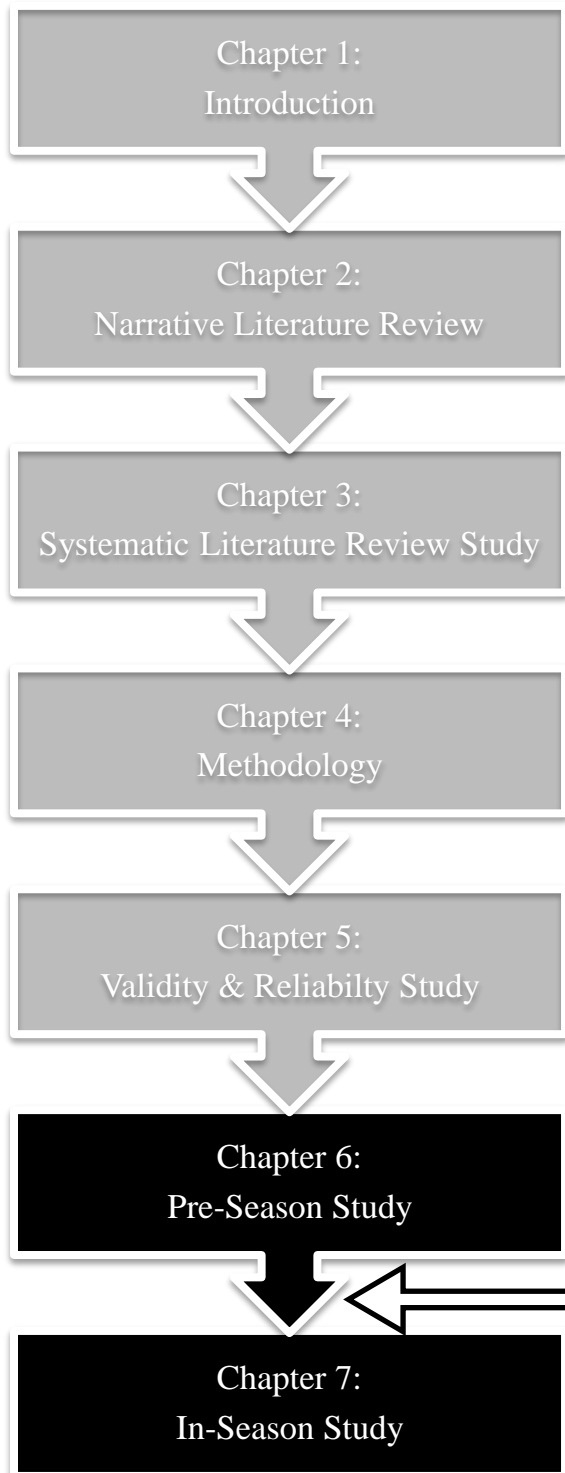 Chapter 1:
Introduction
Chapter 2:
Narrative Literature Review
Chapter 3:
Systematic Literature Review Study
Chapter 4:
Methodology
Chapter 5:
Validity & Reliabilty Study
Chapter 6:
Pre-Season Study
Chapter 7:
In-Season Study